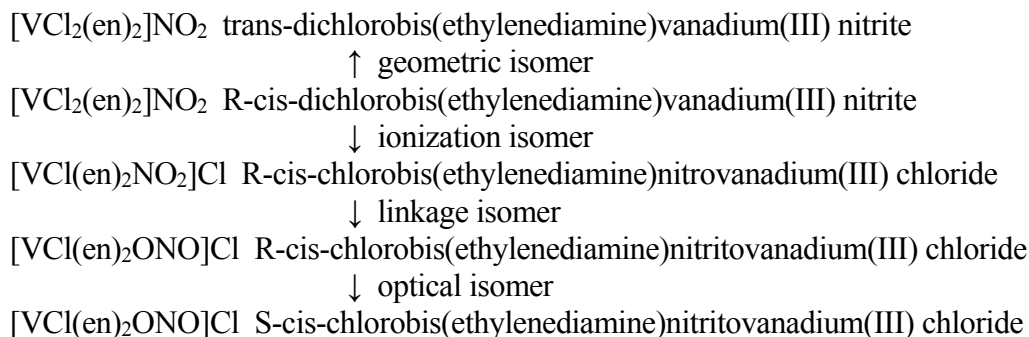 [VCl₂(en)₂]NO₂ trans-dichlorobis(ethylenediamine)vanadium(III) nitrite
↑ geometric isomer
[VCl₂(en)₂]NO₂ R-cis-dichlorobis(ethylenediamine)vanadium(III) nitrite
↓ ionization isomer
[VCl(en)₂NO₂]Cl R-cis-chlorobis(ethylenediamine)nitrovanadium(III) chloride
↓ linkage isomer
[VCl(en)₂ONO]Cl R-cis-chlorobis(ethylenediamine)nitritovanadium(III) chloride
↓ optical isomer
[VCl(en)₂ONO]Cl S-cis-chlorobis(ethylenediamine)nitritovanadium(III) chloride